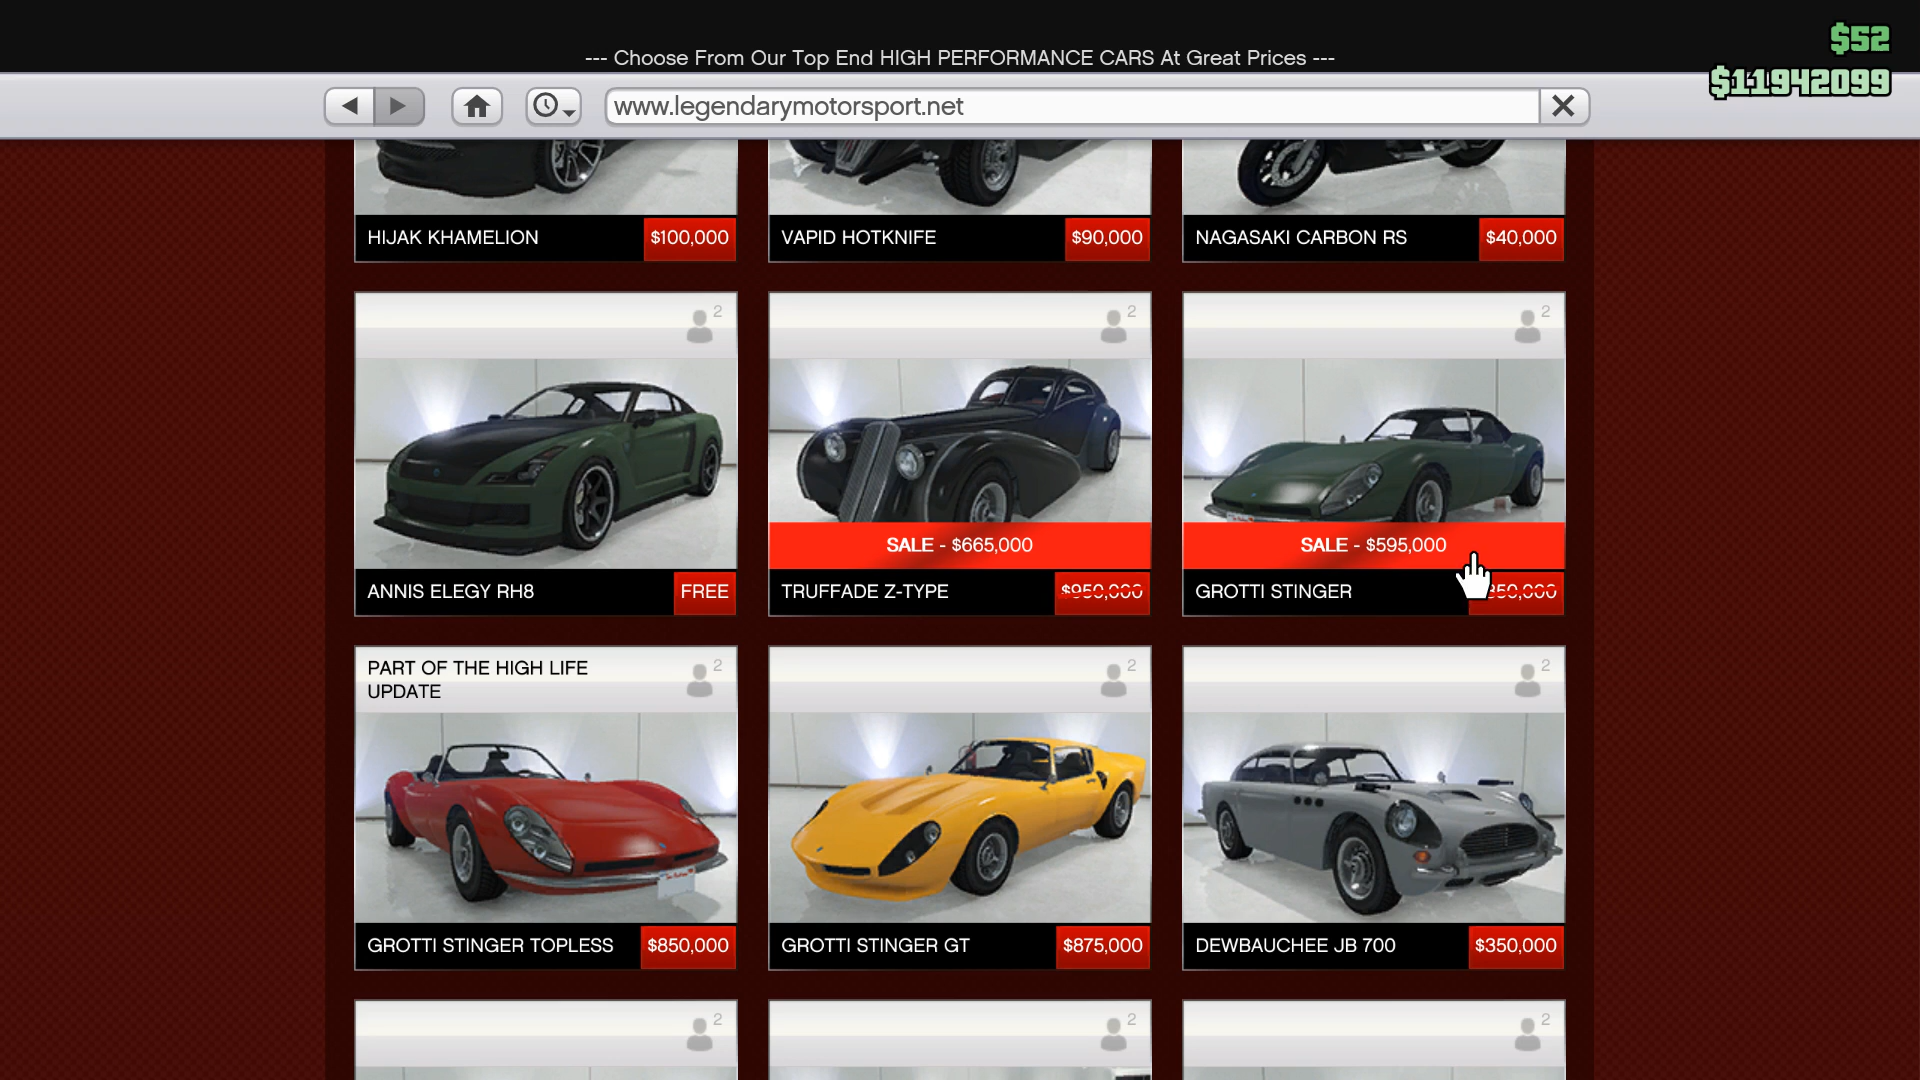 --- Choose From Our Top End HIGH PERFORMANCE CARS At Great Prices ---
$52
$11942099
www.legendarymotorsport.net
HIJAK KHAMELION $100,000
VAPID HOTKNIFE $90,000
NAGASAKI CARBON RS $40,000
2
2
2
SALE - $665,000
SALE - $595,000
ANNIS ELEGY RH8 FREE
TRUFFADE Z-TYPE $950,000
GROTTI STINGER
PART OF THE HIGH LIFE
UPDATE
2
2
2
GROTTI STINGER TOPLESS $850,000
GROTTI STINGER GT $875,000
DEWBAUCHEE JB 700 $350,000
2
2
2